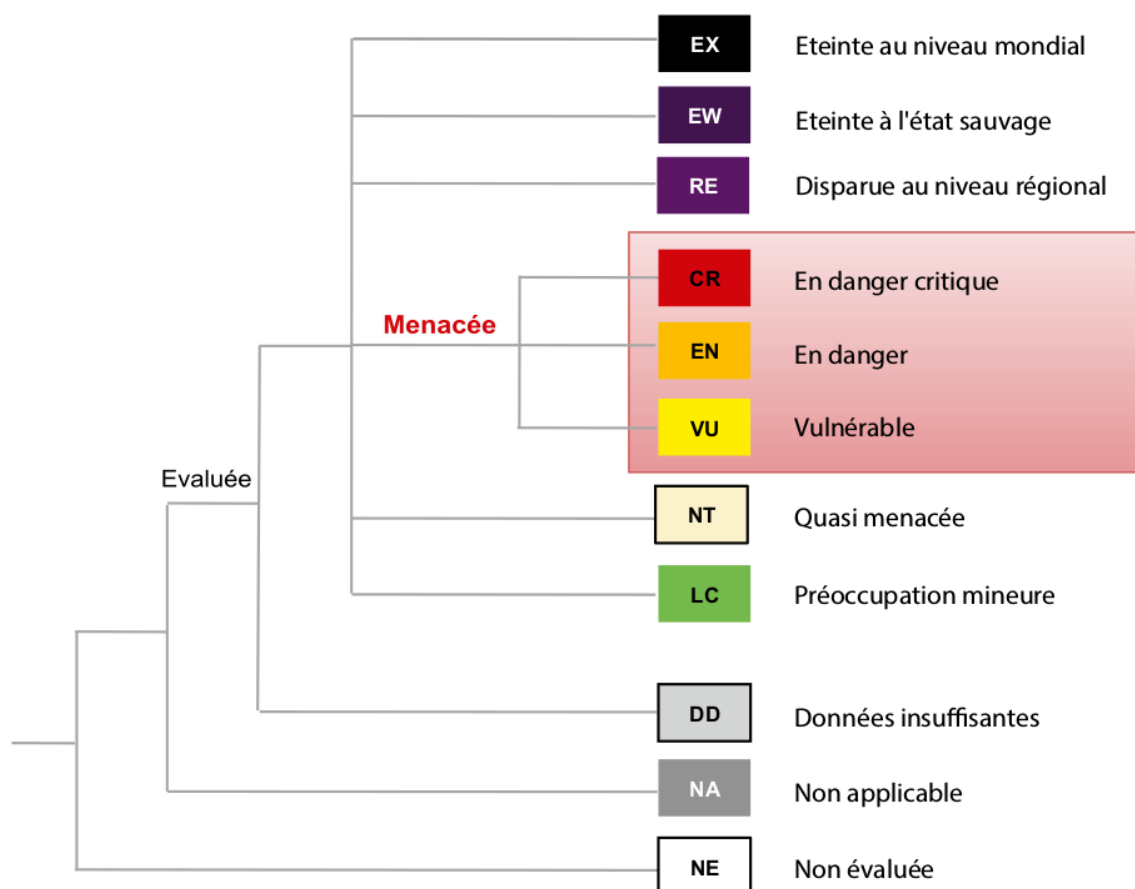 EX Eteinte au niveau mondial
EW Eteinte à l'état sauvage
RE Disparue au niveau régional
CR En danger critique
Menacée
EN En danger
VU Vulnérable
Evaluée
NT Quasi menacée
LC Préoccupation mineure
DD Données insuffisantes
NA Non applicable
NE Non évaluée